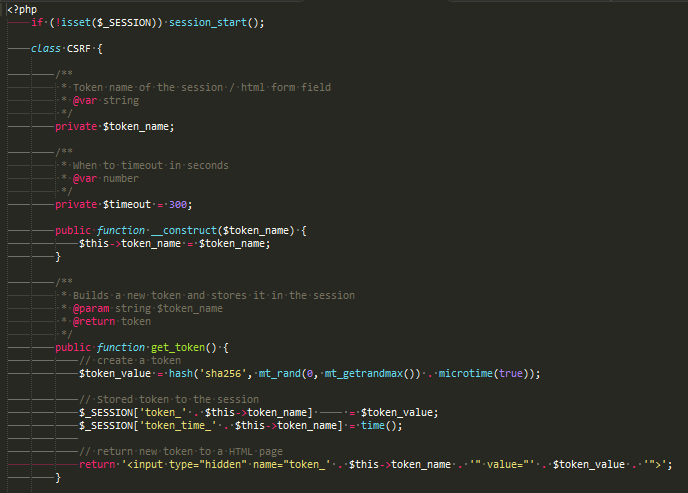 <?php
if (!isset($_SESSION)) session_start();
class CSRF {
/**
* Token name of the session / html form field
* @var string
*/
private $token_name;
/**
* When to timeout in seconds
* @var number
*/
private $timeout = 300;
public function __construct($token_name) {
$this->token_name = $token_name;
}
/**
* Builds a new token and stores it in the session
* @param string $token_name
* @return token
*/
public function get_token() {
// create a token
$token_value = hash('sha256', mt_rand(0, mt_getrandmax()) . microtime(true));
// Stored token to the session
$_SESSION['token_' . $this->token_name] = $token_value;
$_SESSION['token_time_' . $this->token_name] = time();
// return new token to a HTML page
return '<input type="hidden" name="token_' . $this->token_name . '" value="' . $token_value . '">';
}